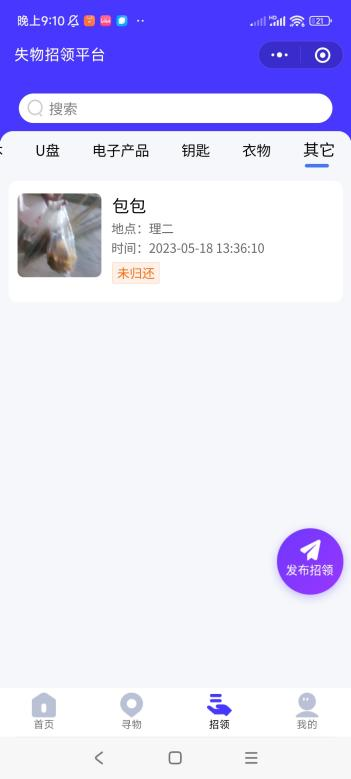 晚上9:10
21
失物招领平台
搜索
U盘 电子产品 钥匙 衣物 其它
包包
地点：理二
时间：2023-05-18 13:36:10
未归还
发布招领
首页 寻物 招领 我的